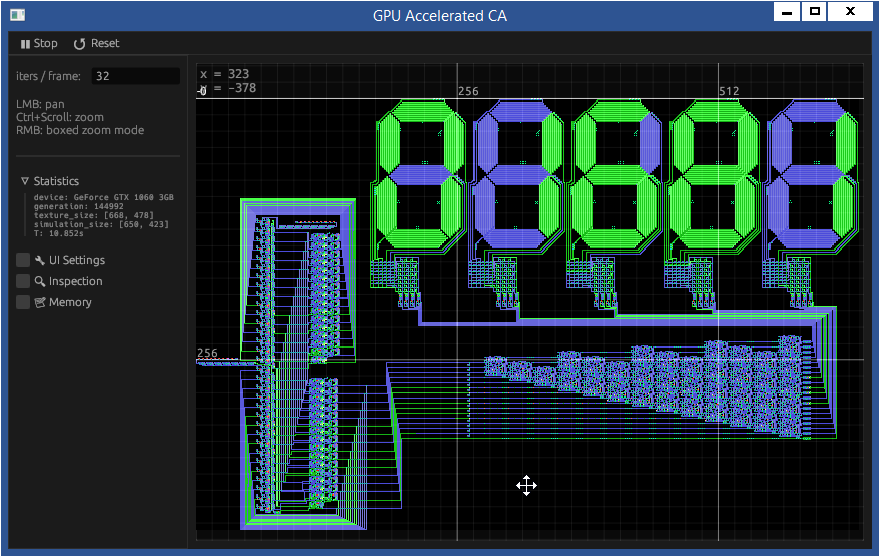 GPU Accelerated CA
Stop Reset
iters / frame: 32
LMB: pan
Ctrl+Scroll: zoom
RMB: boxed zoom mode
Statistics
device: GeForce GTX 1060 3GB
generation: 144992
texture_size: [668, 478]
simulation_size: [650, 423]
T: 10.852s
UI Settings
Inspection
Memory
x = 323
y = -378
0
256
512
256